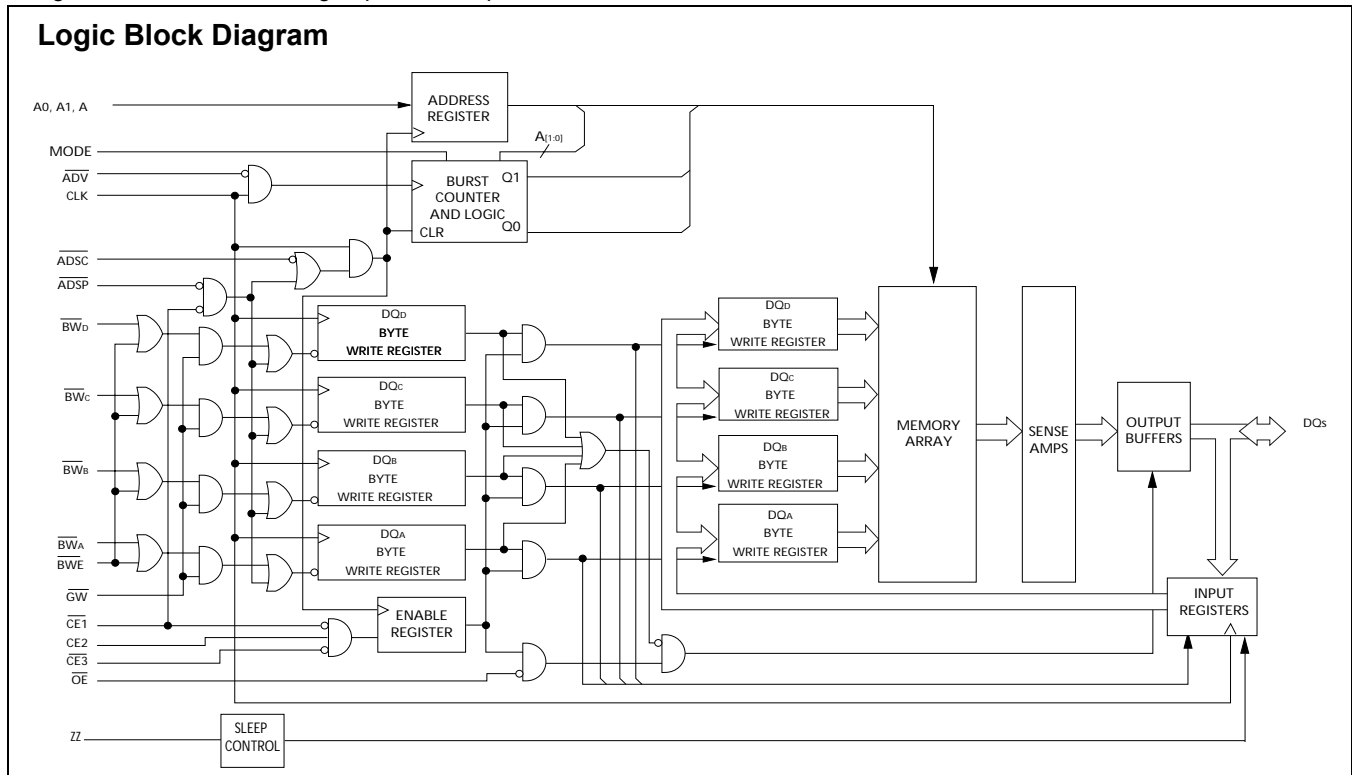 Logic Block Diagram
A0, A1, A
MODE
ADV
CLK
ADSC
ADSP
BWD
BWC
BWB
BWA
BWE
GW
CE1
CE2
CE3
OE
ZZ
ADDRESS
REGISTER
A[1:0]
BURST
COUNTER
AND LOGIC
CLR
Q1
Q0
DQD
BYTE
WRITE REGISTER
DQC
BYTE
WRITE REGISTER
DQB
BYTE
WRITE REGISTER
DQA
BYTE
WRITE REGISTER
ENABLE
REGISTER
SLEEP
CONTROL
DQD
BYTE
WRITE REGISTER
DQC
BYTE
WRITE REGISTER
DQB
BYTE
WRITE REGISTER
DQA
BYTE
WRITE REGISTER
MEMORY
ARRAY
SENSE
AMPS
OUTPUT
BUFFERS
DQs
INPUT
REGISTERS